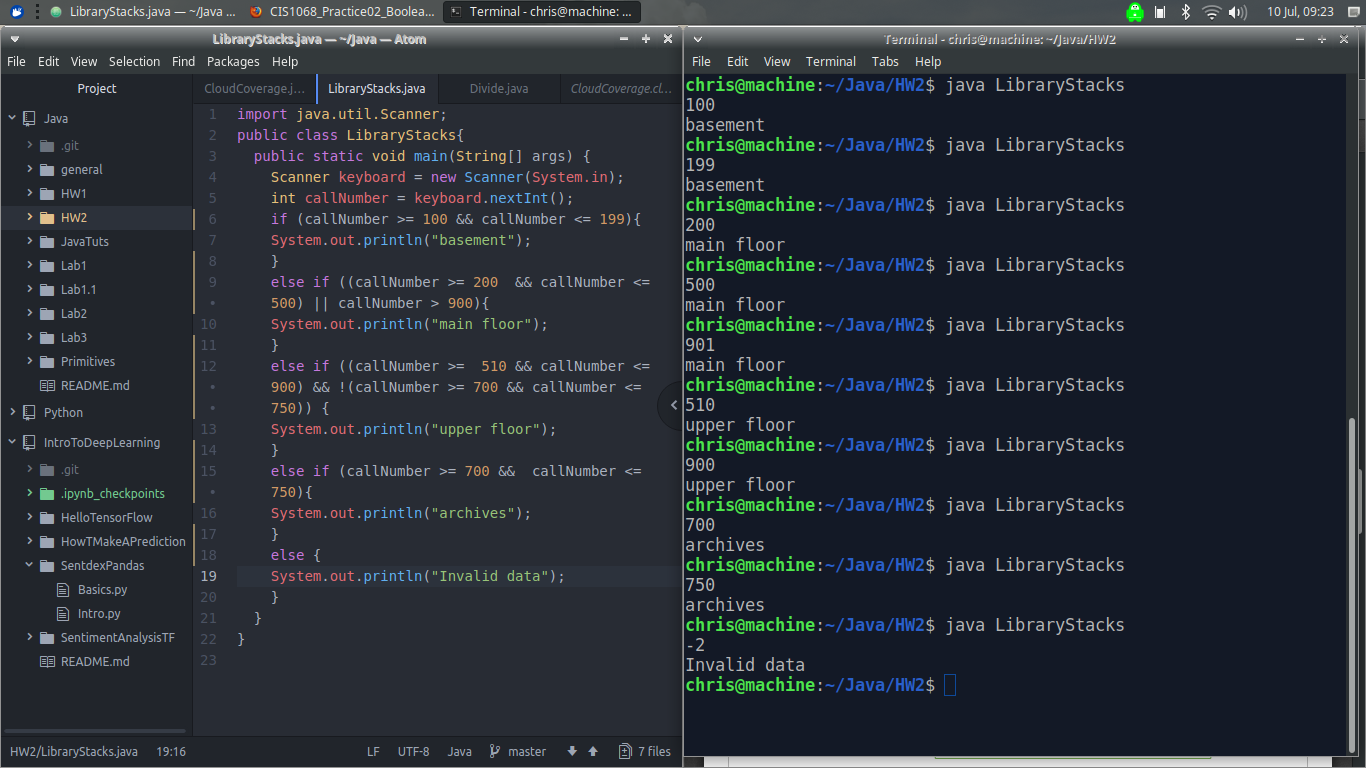 LibraryStacks.java — ~/Java ...
CIS1068_Practice02_Boolea...
Terminal - chris@machine: ...
10 Jul, 09:23
LibraryStacks.java — ~/Java — Atom
File Edit View Selection Find Packages Help
Project
Java
.git
general
HW1
HW2
JavaTuts
Lab1
Lab1.1
Lab2
Lab3
Primitives
README.md
Python
IntroToDeepLearning
.git
.ipynb_checkpoints
HelloTensorFlow
HowTMakeAPrediction
SentdexPandas
Basics.py
Intro.py
SentimentAnalysisTF
README.md
CloudCoverage.j... LibraryStacks.java Divide.java CloudCoverage.cl...
1 import java.util.Scanner;
2 public class LibraryStacks{
3 public static void main(String[] args) {
4 Scanner keyboard = new Scanner(System.in);
5 int callNumber = keyboard.nextInt();
6 if (callNumber >= 100 && callNumber <= 199){
7 System.out.println("basement");
8 }
9 else if ((callNumber >= 200  && callNumber <=
• 500) || callNumber > 900){
10 System.out.println("main floor");
11 }
12 else if ((callNumber >=  510 && callNumber <=
• 900) && !(callNumber >= 700 && callNumber <=
• 750)) {
13 System.out.println("upper floor");
14 }
15 else if (callNumber >= 700 &&  callNumber <=
• 750){
16 System.out.println("archives");
17 }
18 else {
19 System.out.println("Invalid data");
20 }
21 }
22 }
23
HW2/LibraryStacks.java 19:16 LF UTF-8 Java master 7 files
Terminal - chris@machine: ~/Java/HW2
File Edit View Terminal Tabs Help
chris@machine:~/Java/HW2$ java LibraryStacks
100
basement
chris@machine:~/Java/HW2$ java LibraryStacks
199
basement
chris@machine:~/Java/HW2$ java LibraryStacks
200
main floor
chris@machine:~/Java/HW2$ java LibraryStacks
500
main floor
chris@machine:~/Java/HW2$ java LibraryStacks
901
main floor
chris@machine:~/Java/HW2$ java LibraryStacks
510
upper floor
chris@machine:~/Java/HW2$ java LibraryStacks
900
upper floor
chris@machine:~/Java/HW2$ java LibraryStacks
700
archives
chris@machine:~/Java/HW2$ java LibraryStacks
750
archives
chris@machine:~/Java/HW2$ java LibraryStacks
-2
Invalid data
chris@machine:~/Java/HW2$